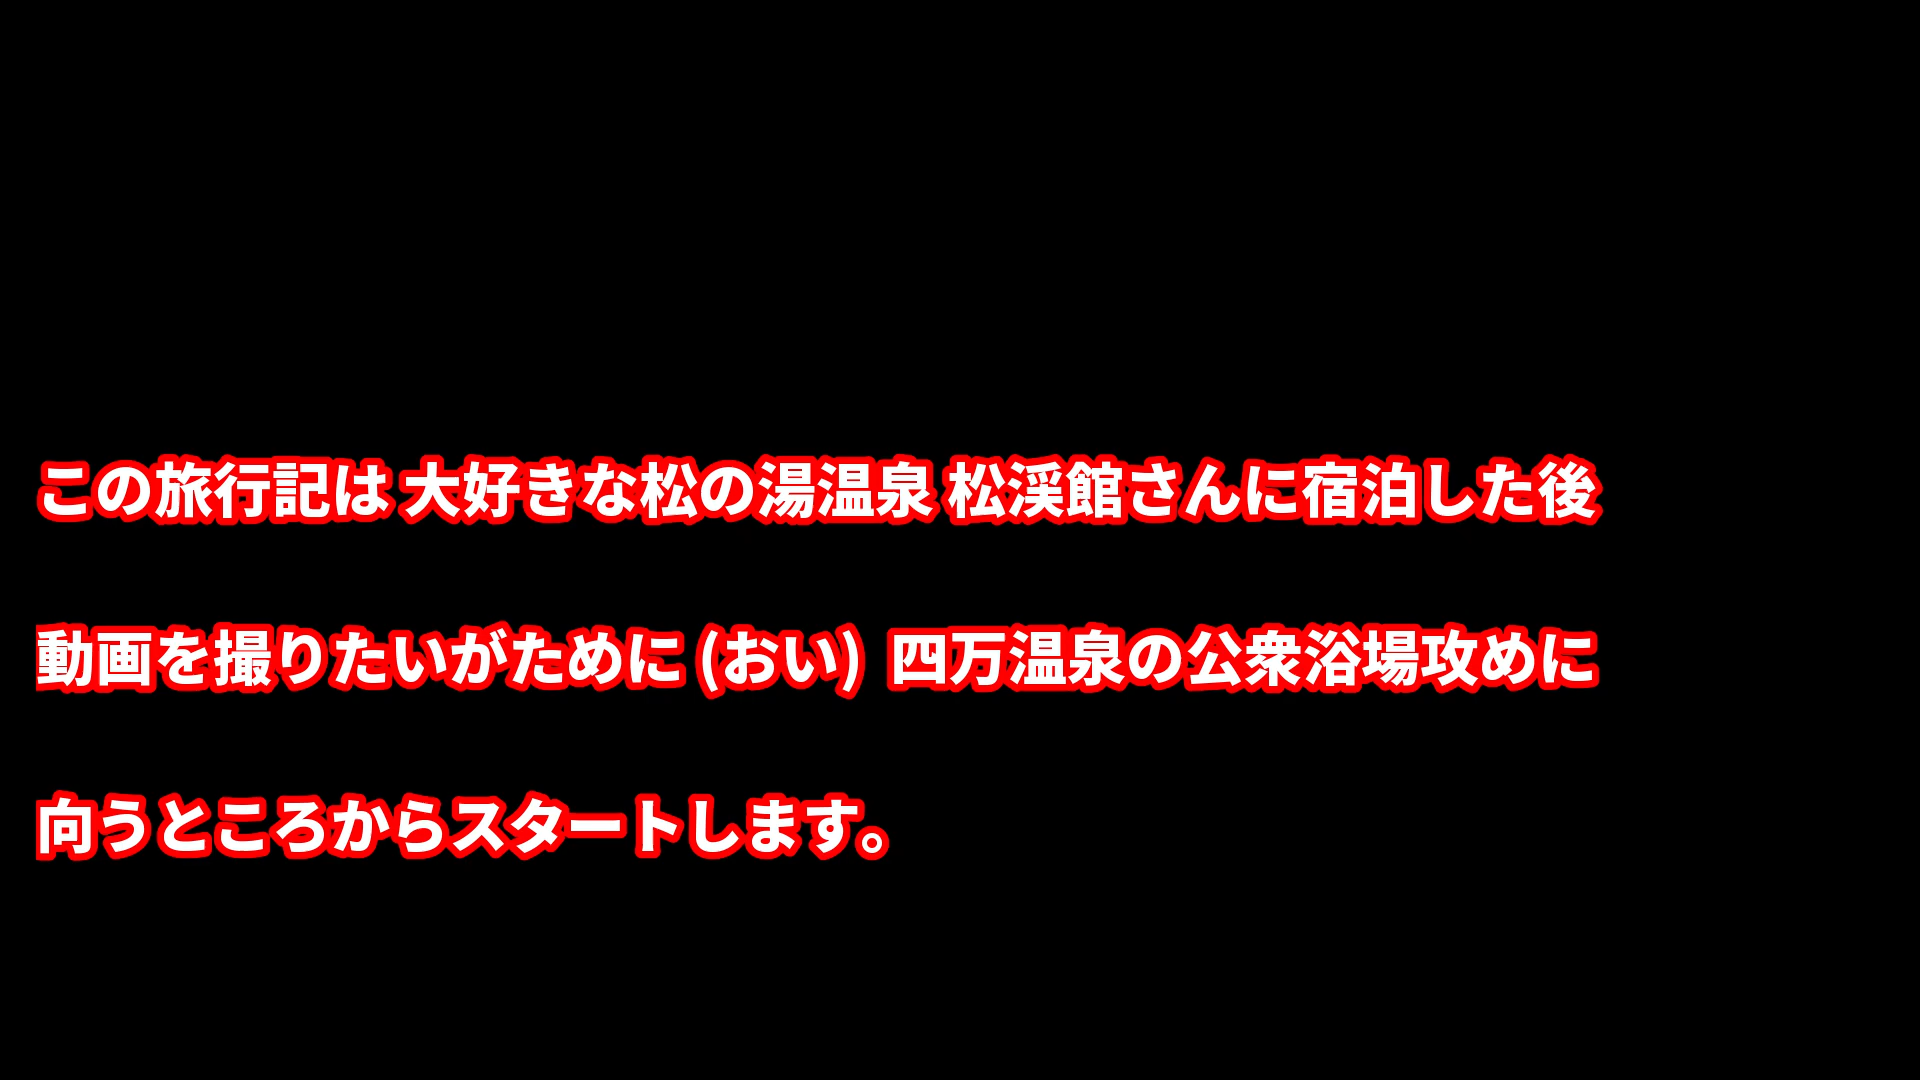 この旅行記は 大好きな松の湯温泉 松渓館さんに宿泊した後
動画を撮りたいがために (おい)  四万温泉の公衆浴場攻めに
向うところからスタートします。